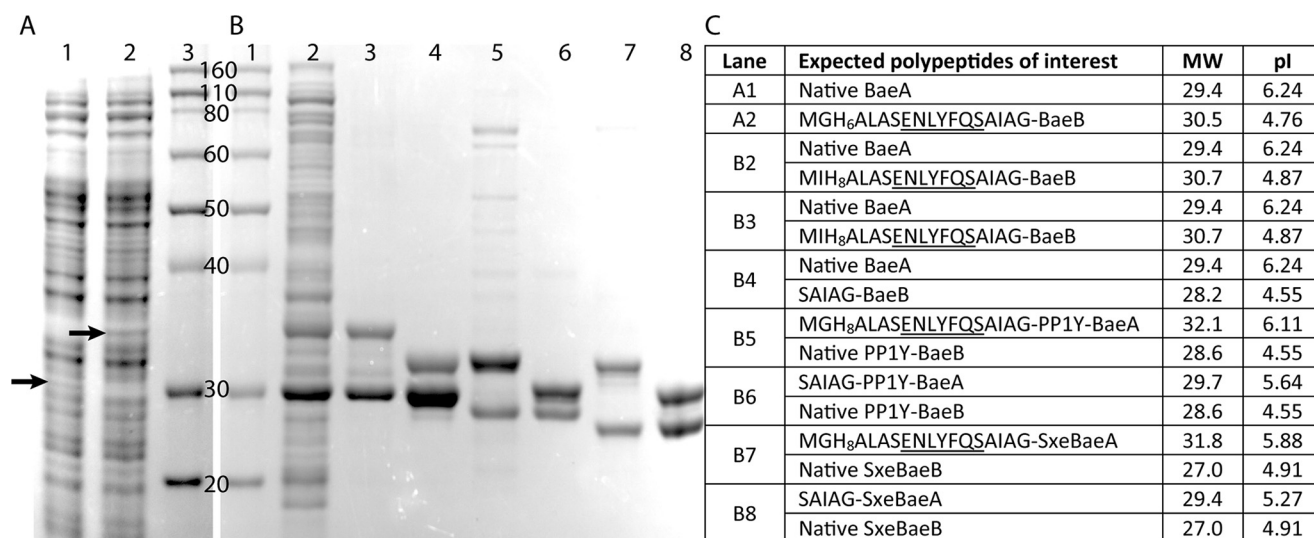 A
B
C
1 2 3 1 2 3 4 5 6 7 8
160
110
80
60
50
40
30
20
Lane Expected polypeptides of interest MW pI
A1 Native BaeA 29.4 6.24
A2 MGH₆ALASENLYFQSAIAG-BaeB 30.5 4.76
B2 Native BaeA 29.4 6.24
MIH₈ALASENLYFQSAIAG-BaeB 30.7 4.87
B3 Native BaeA 29.4 6.24
MIH₈ALASENLYFQSAIAG-BaeB 30.7 4.87
B4 Native BaeA 29.4 6.24
SAIAG-BaeB 28.2 4.55
B5 MGH₈ALASENLYFQSAIAG-PP1Y-BaeA 32.1 6.11
Native PP1Y-BaeB 28.6 4.55
B6 SAIAG-PP1Y-BaeA 29.7 5.64
Native PP1Y-BaeB 28.6 4.55
B7 MGH₈ALASENLYFQSAIAG-SxeBaeA 31.8 5.88
Native SxeBaeB 27.0 4.91
B8 SAIAG-SxeBaeA 29.4 5.27
Native SxeBaeB 27.0 4.91